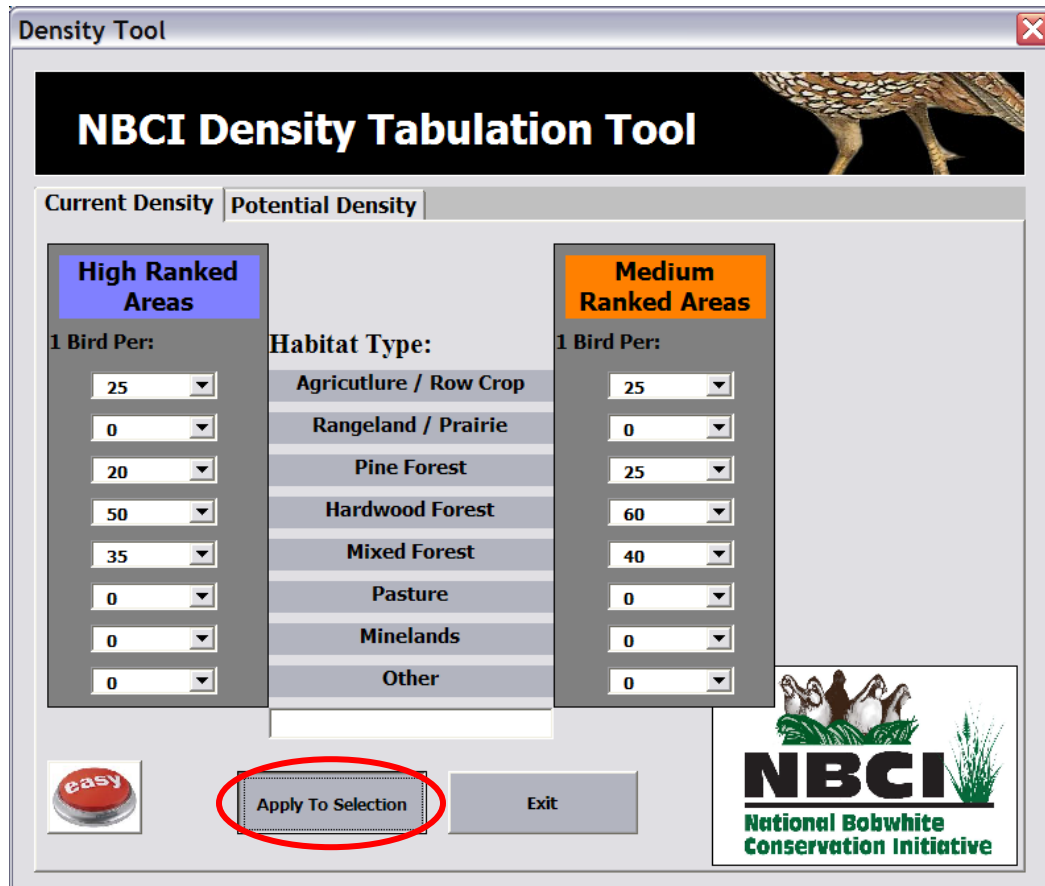 Density Tool
NBCI Density Tabulation Tool
Current Density Potential Density
High Ranked
Areas
Medium
Ranked Areas
1 Bird Per: Habitat Type: 1 Bird Per:
25 Agricutlure / Row Crop 25
0 Rangeland / Prairie 0
20 Pine Forest 25
50 Hardwood Forest 60
35 Mixed Forest 40
0 Pasture 0
0 Minelands 0
0 Other 0
easy
Apply To Selection Exit
NBCI
National Bobwhite
Conservation Initiative